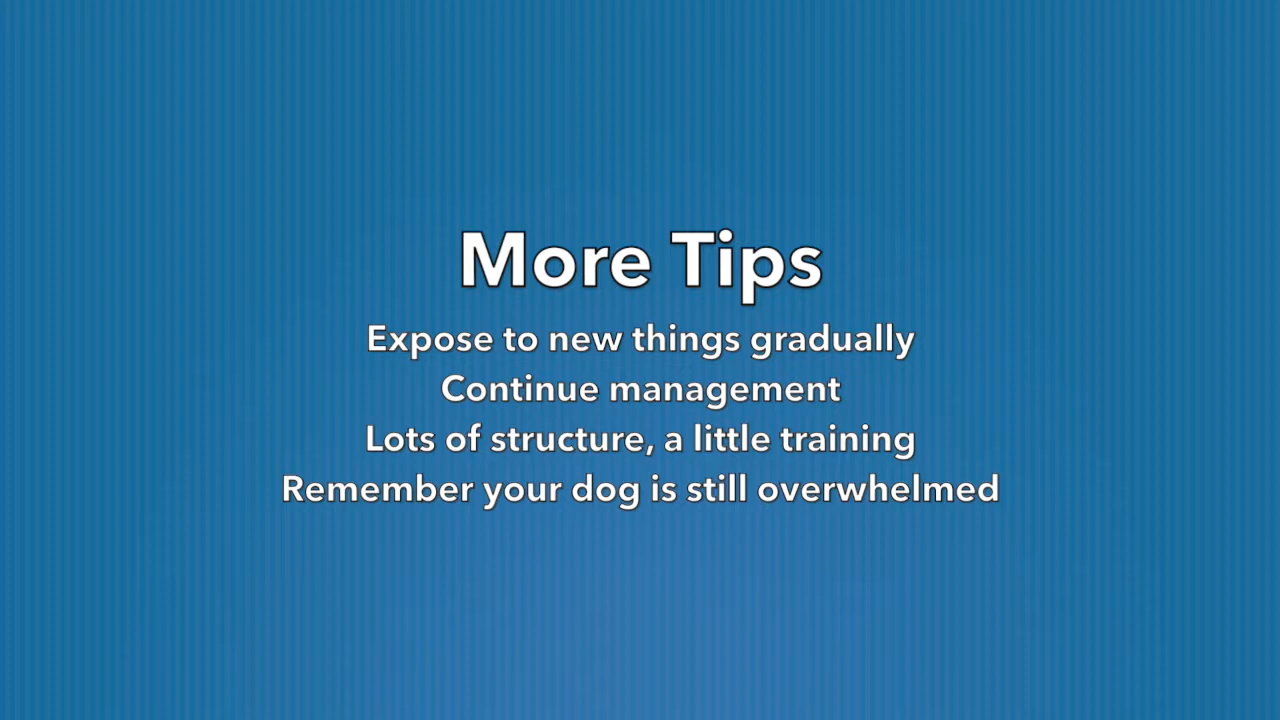 More Tips
Expose to new things gradually
Continue management
Lots of structure, a little training
Remember your dog is still overwhelmed